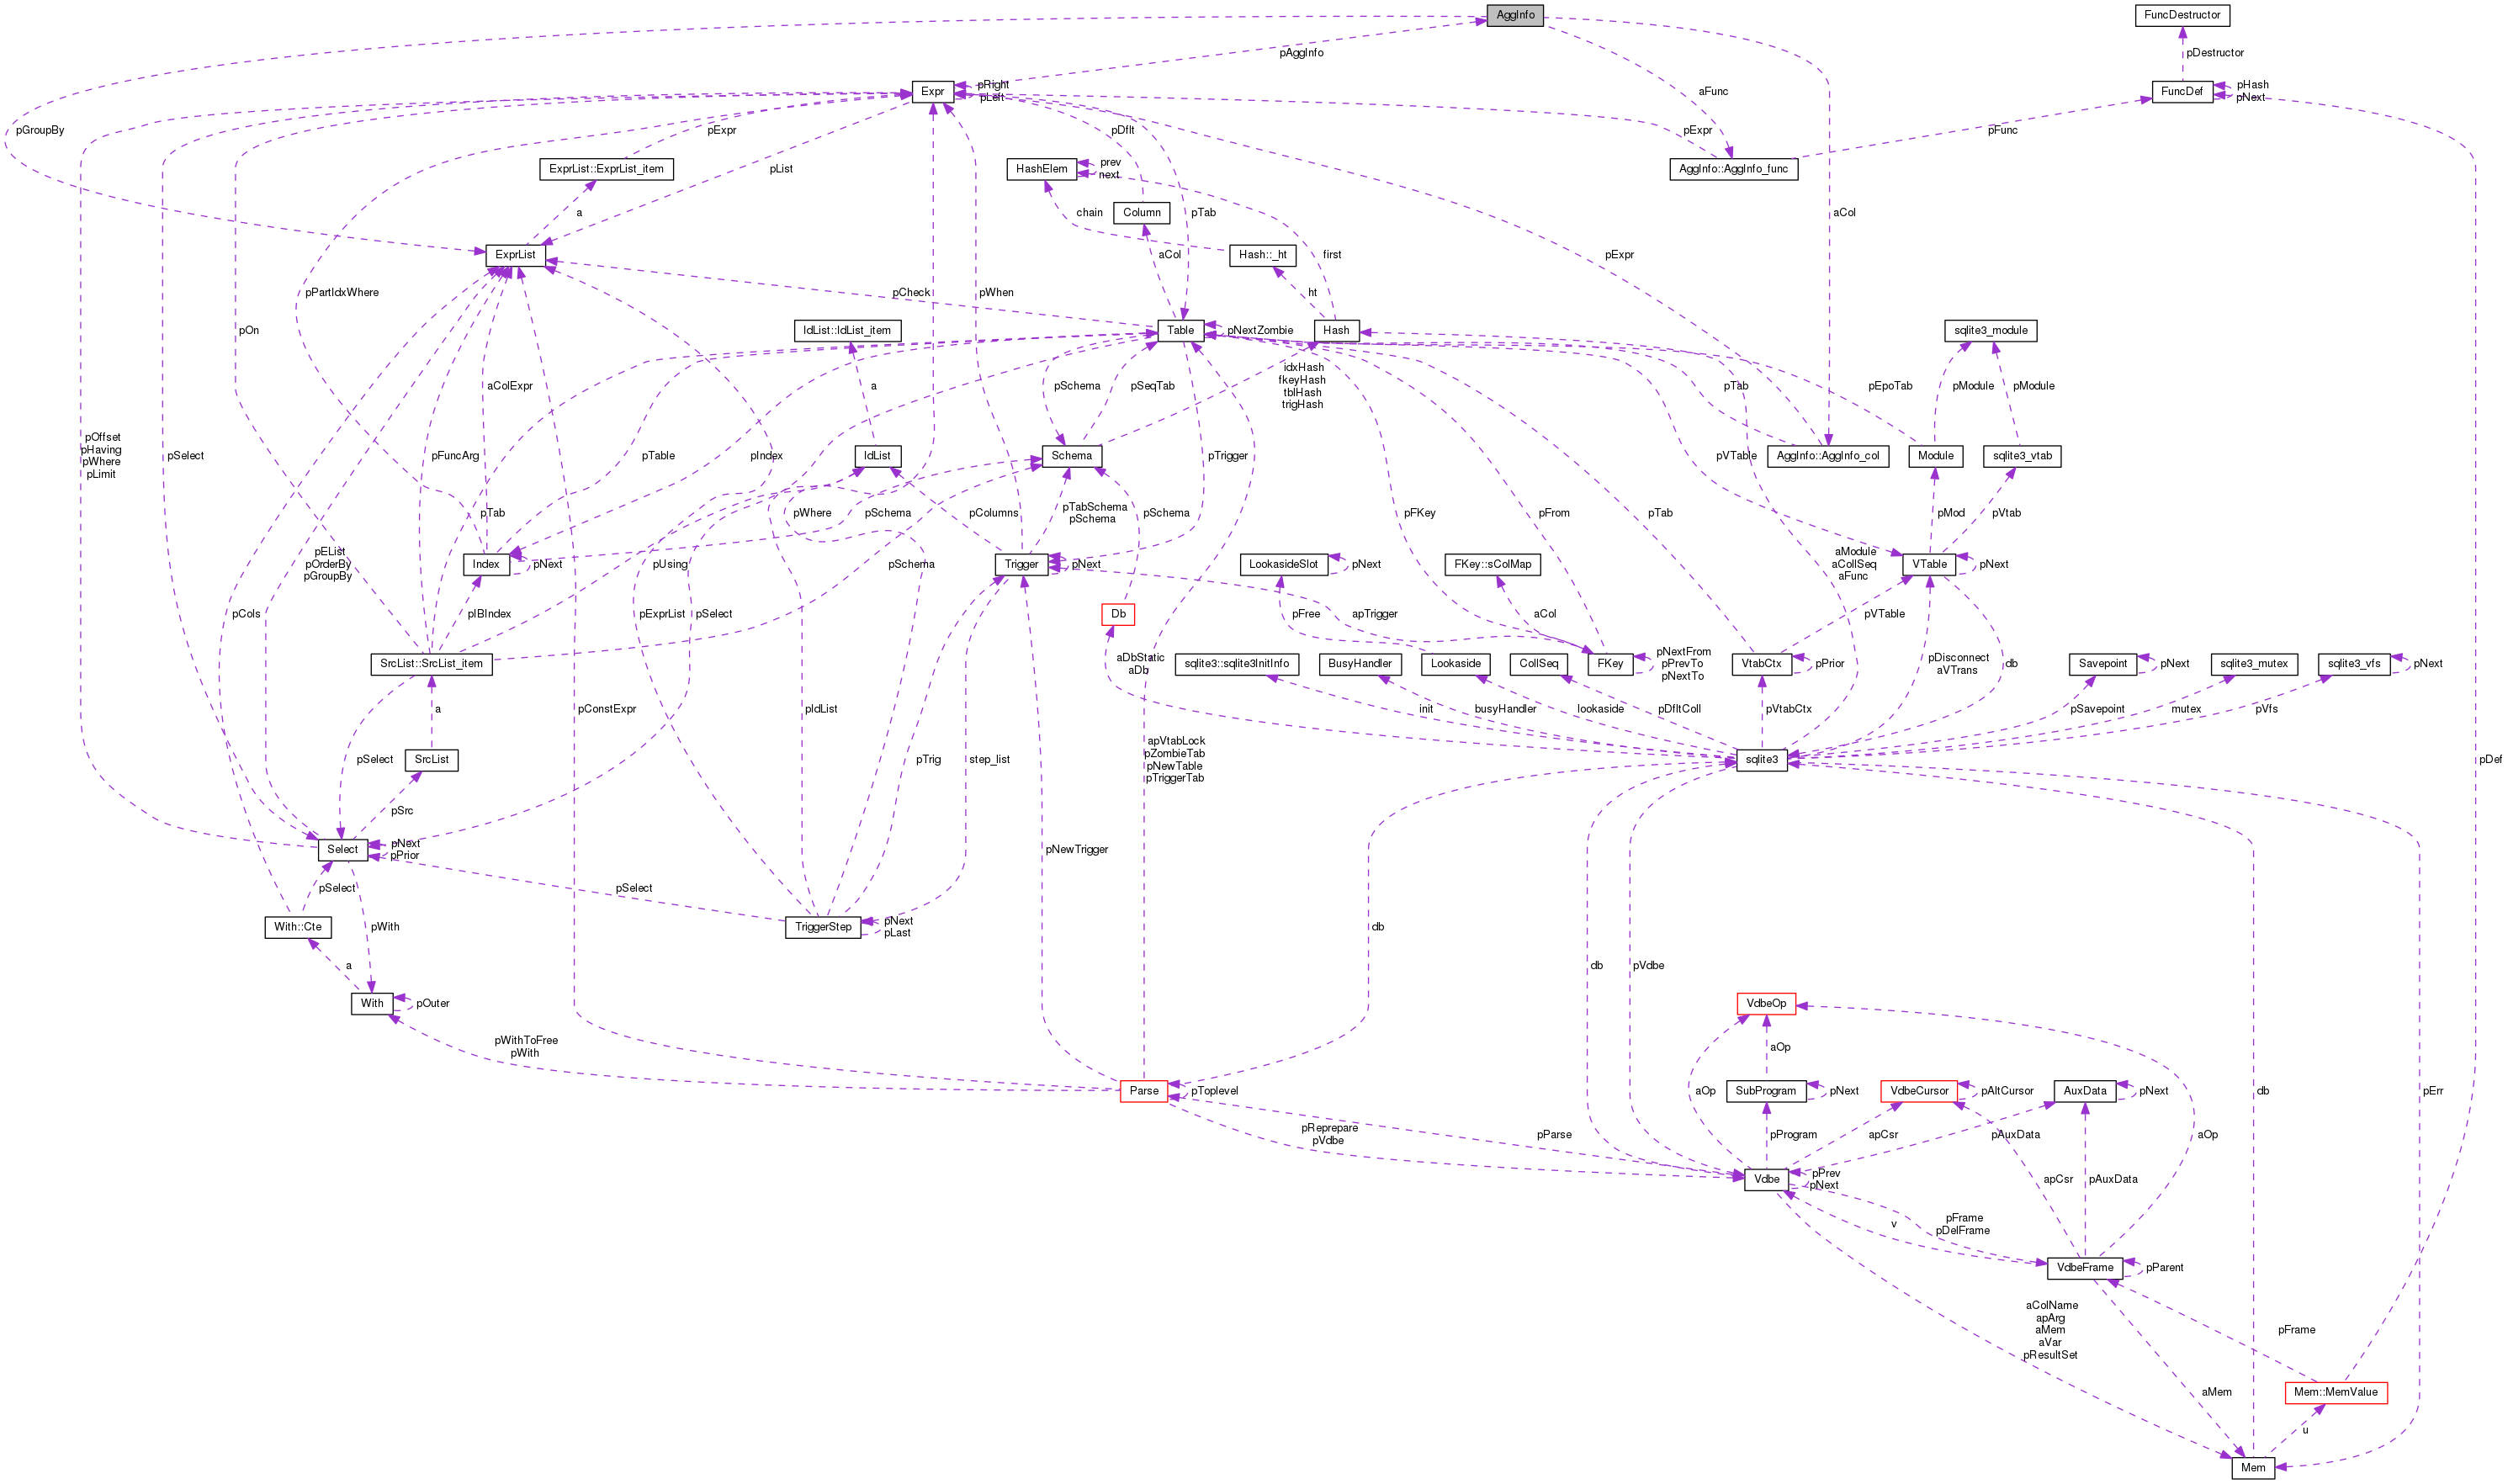 AggInfo
FuncDestructor
pAggInfo
pDestructor
Expr
pRight
pLeft
aFunc
FuncDef
pHash
pNext
pGroupBy
pExpr
pDflt
pExpr
pFunc
ExprList::ExprList_item
pList
HashElem
prev
next
AggInfo::AggInfo_func
a
chain
Column
pTab
aCol
ExprList
aCol
Hash::_ht
first
pExpr
pPartIdxWhere
pCheck
pWhen
ht
pOn
IdList::IdList_item
Table
pNextZombie
Hash
sqlite3_module
aColExpr
a
pSchema
pSeqTab
idxHash
fkeyHash
tblHash
trigHash
pTab
pEpoTab
pModule
pModule
pOffset
pHaving
pWhere
pLimit
pSelect
pFuncArg
pTable
pIndex
IdList
Schema
pTrigger
pVTable
AggInfo::AggInfo_col
Module
sqlite3_vtab
pTab
pWhere
pSchema
pColumns
pTabSchema
pSchema
pSchema
pFKey
pFrom
pTab
pMod
pVtab
pEList
pOrderBy
pGroupBy
Index
pNext
pUsing
pSchema
Trigger
pNext
LookasideSlot
pNext
FKey::sColMap
aModule
aCollSeq
aFunc
VTable
pNext
pCols
pIBIndex
pExprList
pSelect
Db
pFree
apTrigger
aCol
pVTable
SrcList::SrcList_item
aDbStatic
aDb
sqlite3::sqlite3InitInfo
BusyHandler
Lookaside
CollSeq
FKey
pNextFrom
pPrevTo
pNextTo
VtabCtx
pPrior
pDisconnect
aVTrans
db
Savepoint
pNext
sqlite3_mutex
sqlite3_vfs
pNext
a
pConstExpr
pIdList
init
busyHandler
lookaside
pDfltColl
pVtabCtx
pSavepoint
mutex
pVfs
pSelect
SrcList
pTrig
step_list
apVtabLock
pZombieTab
pNewTable
pTriggerTab
sqlite3
pDef
pSrc
Select
pNext
pPrior
pNewTrigger
db
pErr
pSelect
pSelect
With::Cte
pWith
TriggerStep
pNext
pLast
db
a
db
pVdbe
With
pOuter
VdbeOp
pWithToFree
pWith
aOp
Parse
pToplevel
aOp
SubProgram
pNext
VdbeCursor
pAltCursor
AuxData
pNext
pReprepare
pVdbe
pParse
pProgram
apCsr
pAuxData
aOp
Vdbe
pPrev
pNext
apCsr
pAuxData
v
pFrame
pDelFrame
VdbeFrame
pParent
aColName
apArg
aMem
aVar
pResultSet
pFrame
aMem
Mem::MemValue
u
Mem